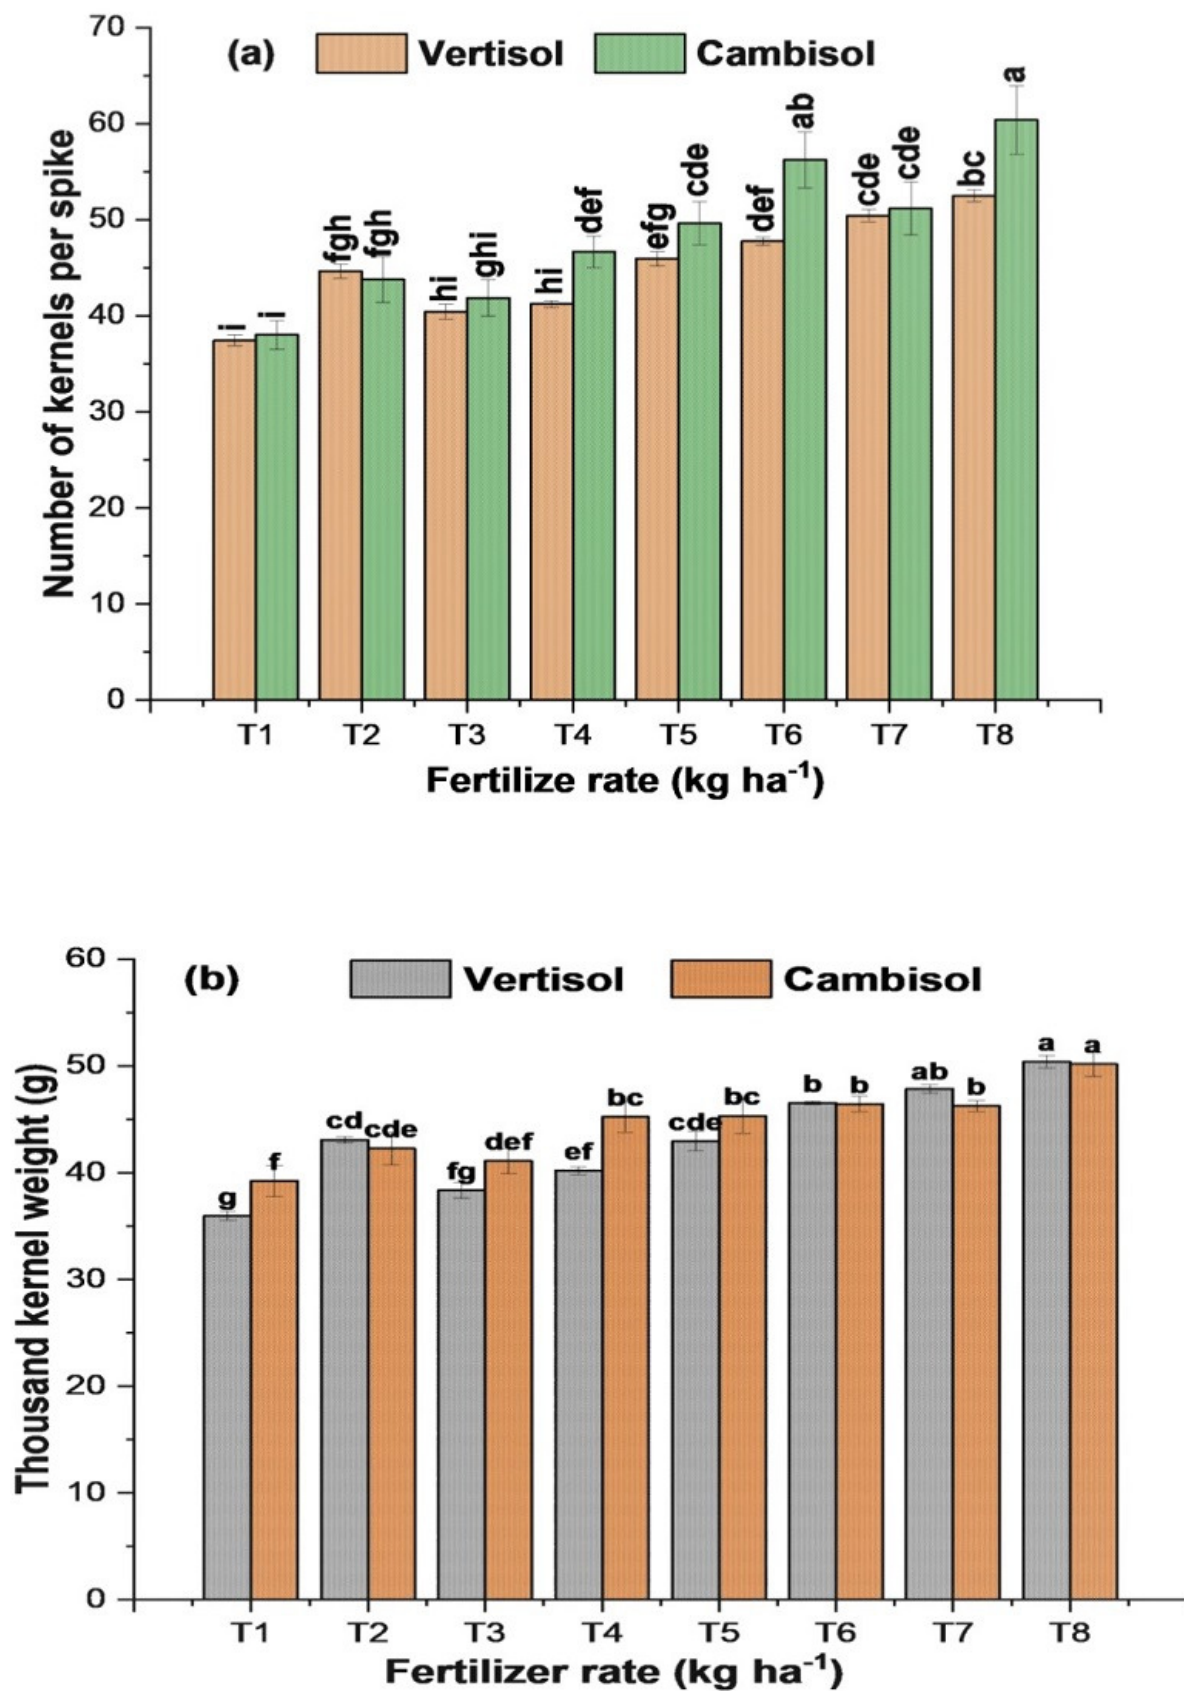 (a) Vertisol Cambisol
Number of kernels per spike
70
60
50
40
30
20
10
0
i i fgh fgh hi ghi hi def efg cde def ab cde cde bc a
T1 T2 T3 T4 T5 T6 T7 T8
Fertilize rate (kg ha⁻¹)
(b) Vertisol Cambisol
Thousand kernel weight (g)
60
50
40
30
20
10
0
g f cd cde fg def ef bc cde bc b b ab b a a
T1 T2 T3 T4 T5 T6 T7 T8
Fertilizer rate (kg ha⁻¹)